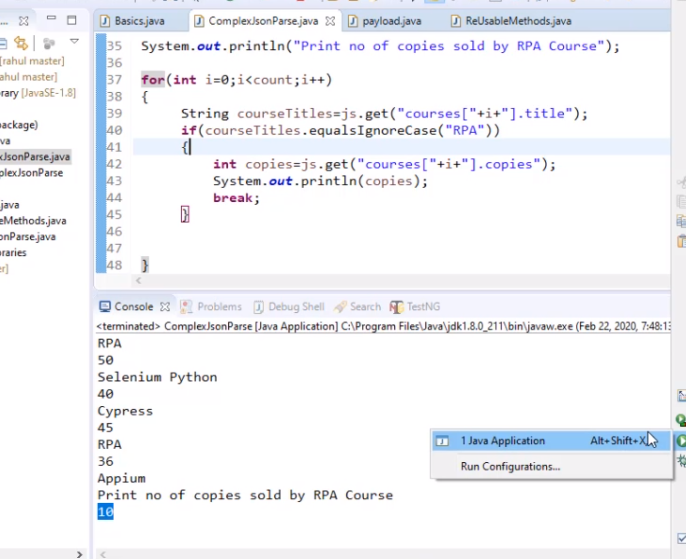 Basics.java
ComplexJsonParse.java
payload.java
ReUsableMethods.java
[rahul master]
rahul master]
rary [JavaSE-1.8]
package)
va
xJsonParse.java
plexJsonParse
.java
eMethods.java
onParse.java
raries
r]
35 System.out.println("Print no of copies sold by RPA Course");
36
37 for(int i=0;i<count;i++)
38 {
39 String courseTitles=js.get("courses["+i+"].title");
40 if(courseTitles.equalsIgnoreCase("RPA"))
41 {
42 int copies=js.get("courses["+i+"].copies");
43 System.out.println(copies);
44 break;
45 }
46
47
48 }
Console Problems Debug Shell Search TestNG
<terminated> ComplexJsonParse [Java Application] C:\Program Files\Java\jdk1.8.0_211\bin\javaw.exe (Feb 22, 2020, 7:48:13
RPA
50
Selenium Python
40
Cypress
45
RPA
36
Appium
Print no of copies sold by RPA Course
10
1 Java Application Alt+Shift+X
Run Configurations...